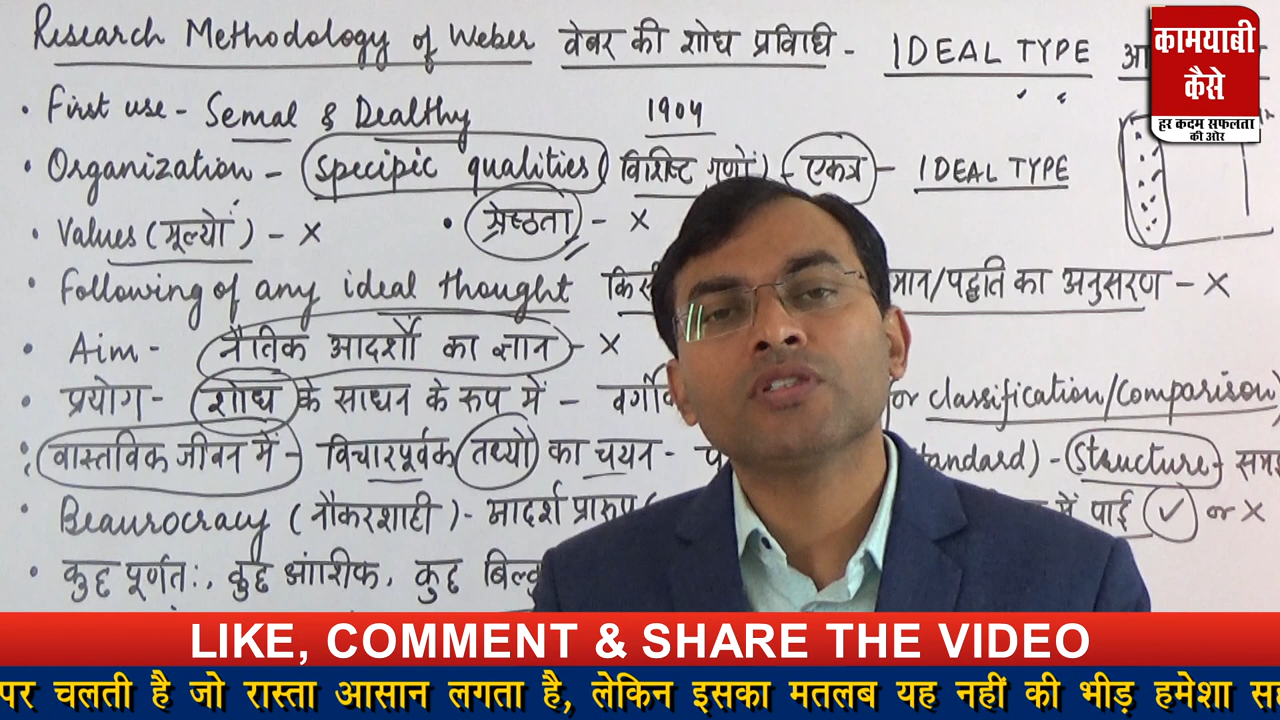 Research Methodology of Weber वेबर की शोध प्रविधि - IDEAL TYPE
• First use - Semal & Dealthy 1904
• Organization - specipic qualities विशिष्ट गुणों) - एकत्र - IDEAL TYPE
• Values (मूल्यों) - × • श्रेष्ठता - ×
• Following of any ideal thought पद्धति का अनुसरण - ×
• Aim - नैतिक आदर्शों का ज्ञान - ×
• प्रयोग - शोध के साधन के रूप में - or classification/Comparison)
वास्तविक जीवन में - विचारपूर्वक तथ्यों का चयन - standard) - Structure -
• Beaurocracy (नौकरशाही) - आदर्श प्रारूप ( में पाई ✓ or ×
• कुछ पूर्णतः, कुछ आंशिक, कुछ
कामयाबी
कैसे
हर कदम सफलता
की ओर
LIKE, COMMENT & SHARE THE VIDEO
पर चलती है जो रास्ता आसान लगता है, लेकिन इसका मतलब यह नहीं की भीड़ हमेशा